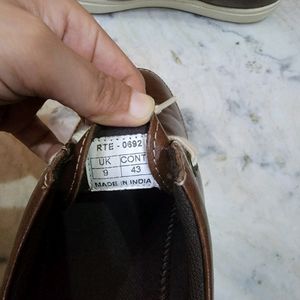 RTE - 0692
UK CONT
9 43
MADE IN INDIA